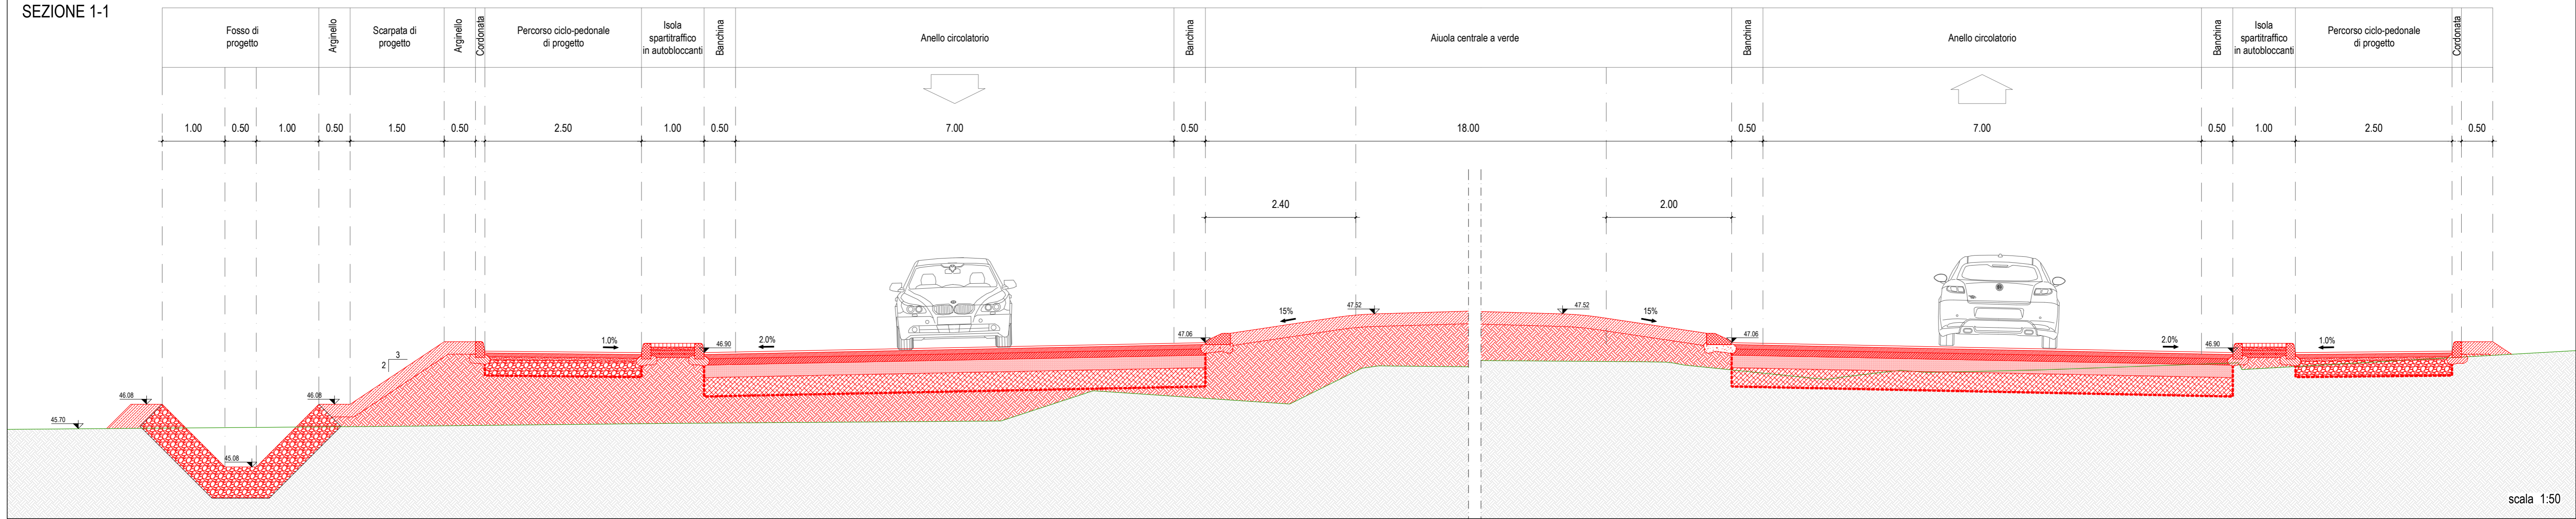 SEZIONE 1-1
Fosso di
progetto
Arginello
Scarpata di
progetto
Arginello
Cordonata
Percorso ciclo-pedonale
di progetto
Isola
spartitraffico
in autobloccanti
Banchina
Anello circolatorio
Banchina
Aiuola centrale a verde
Banchina
Anello circolatorio
Banchina
Isola
spartitraffico
in autobloccanti
Percorso ciclo-pedonale
di progetto
Cordonata
1.00 0.50 1.00 0.50 1.50 0.50 2.50 1.00 0.50 7.00 0.50 18.00 0.50 7.00 0.50 1.00 2.50 0.50
2.40 2.00
47.52 47.52
15% 15%
47.06 47.06
1.0% 46.90 2.0% 2.0% 46.90 1.0%
3
2
46.08 46.08
45.70
45.08
scala 1:50